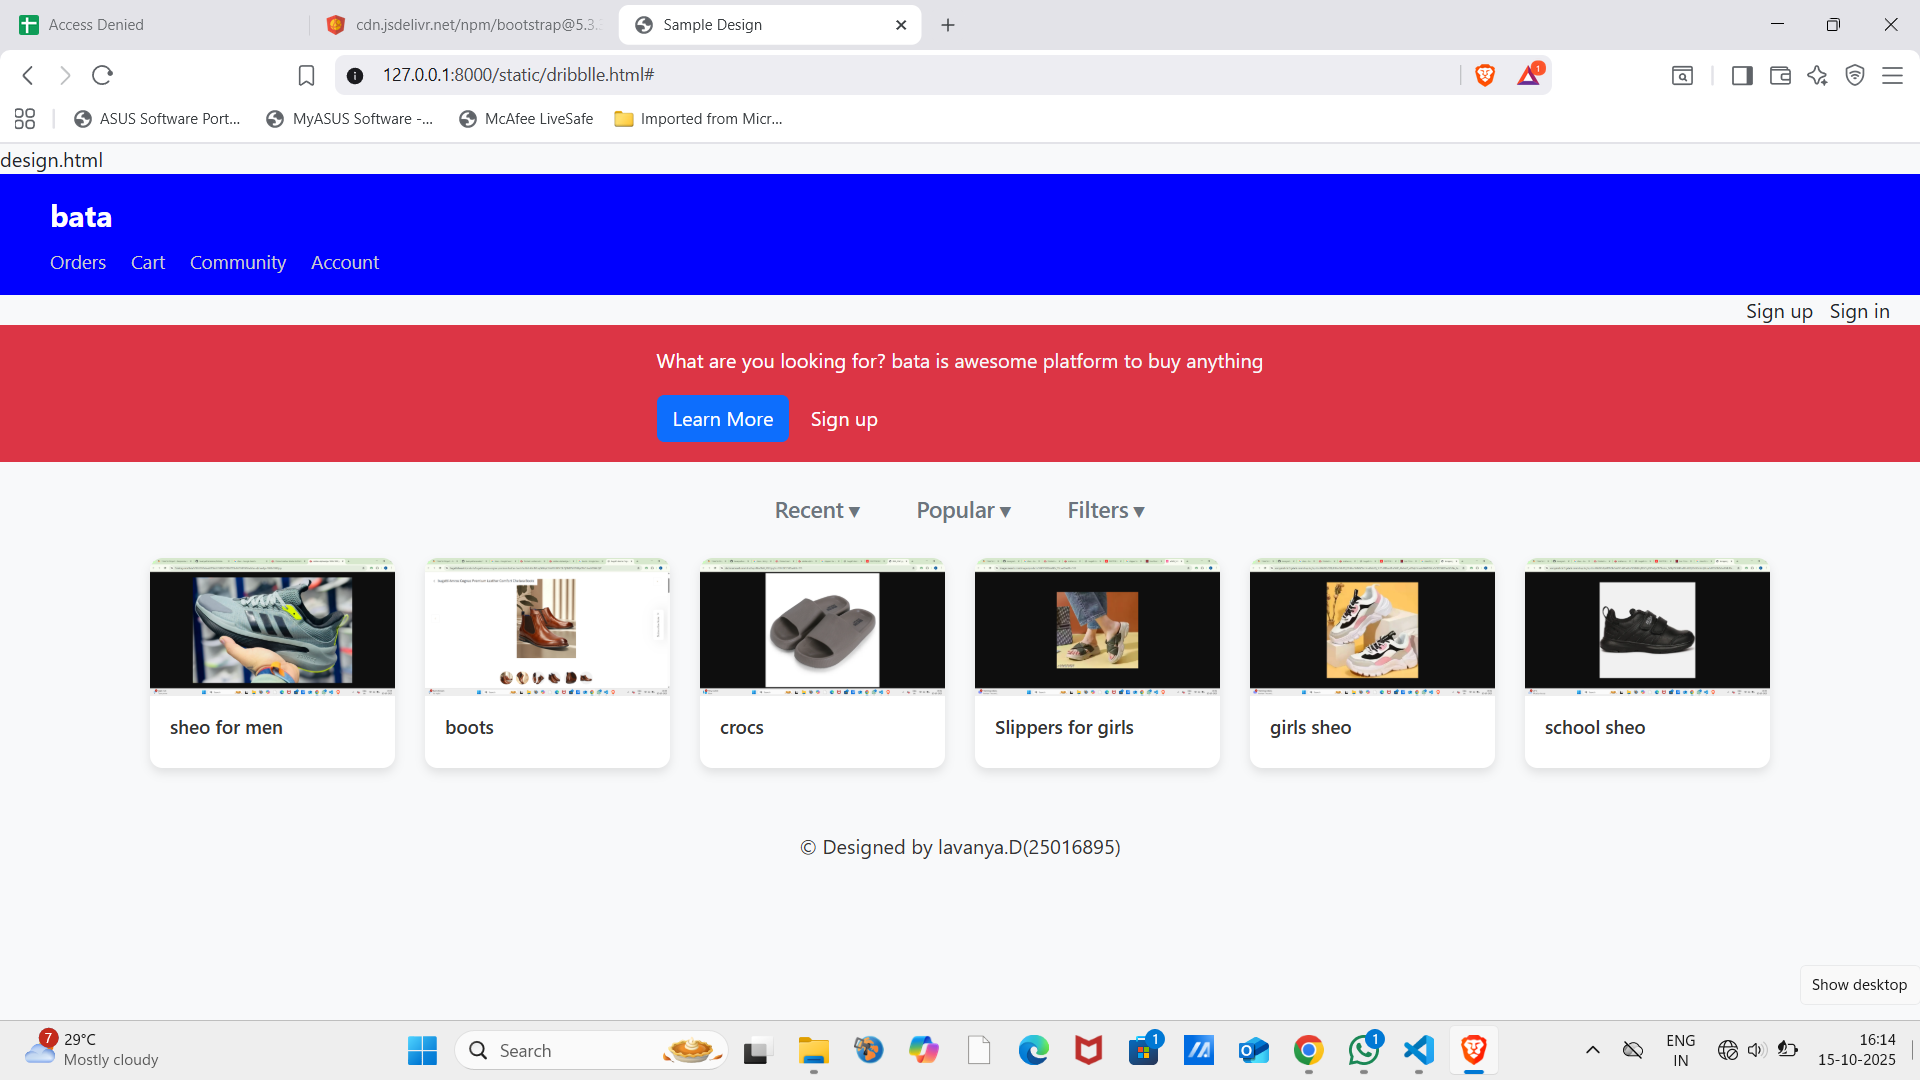 Access Denied
cdn.jsdelivr.net/npm/bootstrap@5.3.
Sample Design
127.0.0.1:8000/static/dribblle.html#
1
ASUS Software Port...
MyASUS Software -...
McAfee LiveSafe
Imported from Micr...
design.html
bata
Orders Cart Community Account
Sign up Sign in
What are you looking for? bata is awesome platform to buy anything
Learn More Sign up
Recent ▾ Popular ▾ Filters ▾
sheo for men
boots
crocs
Slippers for girls
girls sheo
school sheo
© Designed by lavanya.D(25016895)
Show desktop
7
29°C
Mostly cloudy
Search
1
1
ENG
IN
16:14
15-10-2025